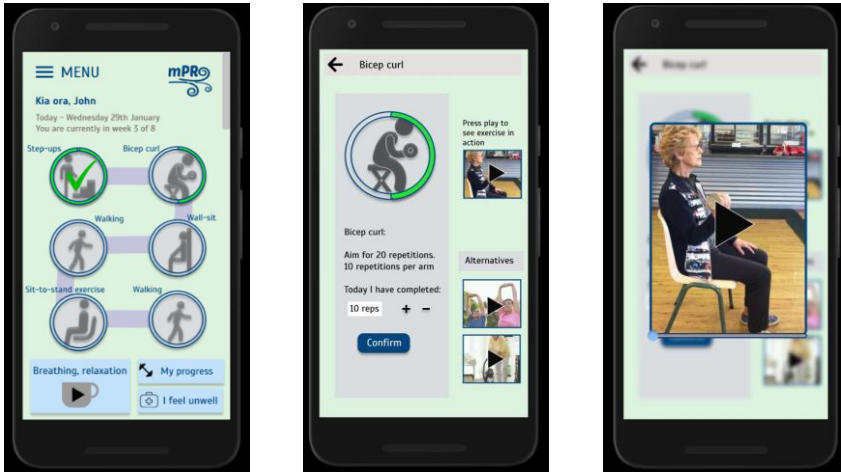 MENU
mPRO
Kia ora, John
Today - Wednesday 29th January
You are currently in week 3 of 8
Step-ups
Bicep curl
Walking
Wall-sit
Sit-to-stand exercise
Walking
Breathing, relaxation
My progress
I feel unwell
Bicep curl
Press play to
see exercise in
action
Bicep curl:
Aim for 20 repetitions.
10 repetitions per arm
Today I have completed:
10 reps + −
Confirm
Alternatives
Bicep curl